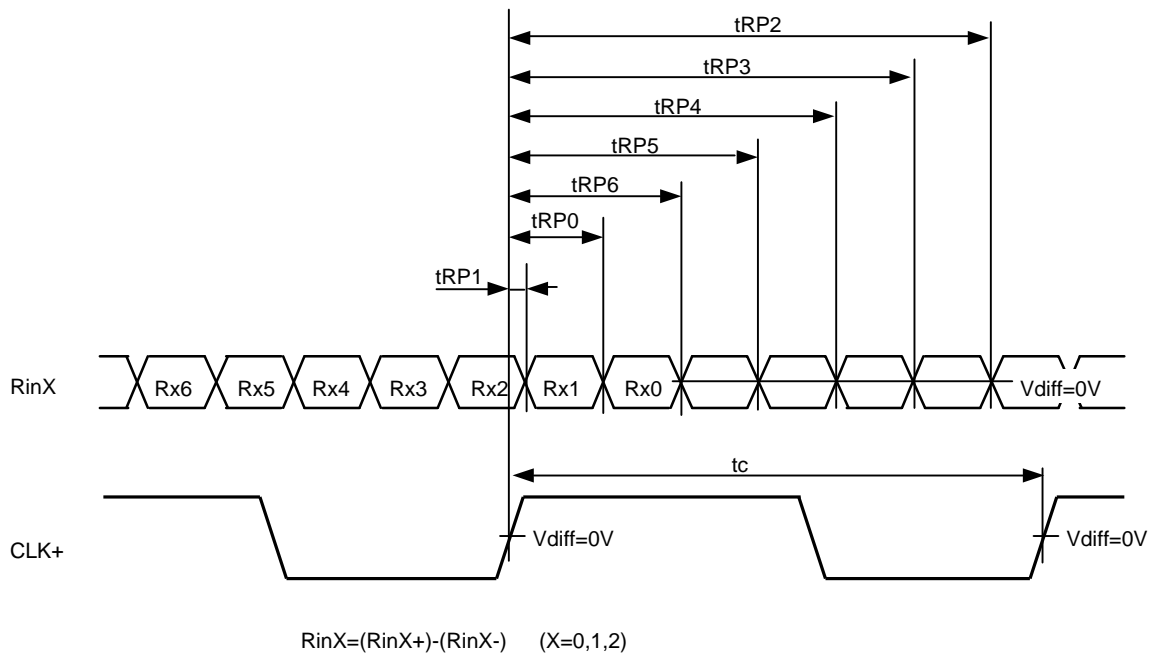 tRP2
tRP3
tRP4
tRP5
tRP6
tRP0
tRP1
RinX Rx6 Rx5 Rx4 Rx3 Rx2 Rx1 Rx0 Vdiff=0V
tc
CLK+ Vdiff=0V Vdiff=0V
RinX=(RinX+)-(RinX-) (X=0,1,2)